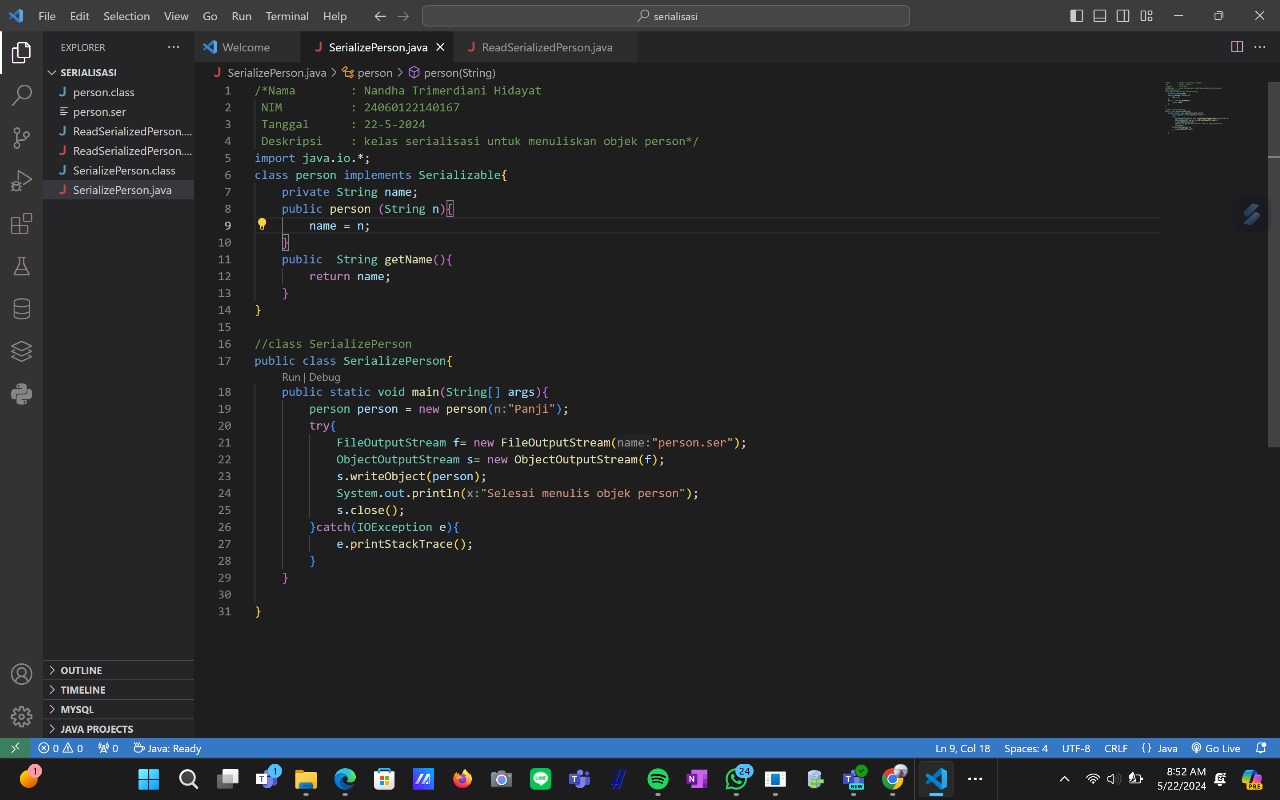 File Edit Selection View Go Run Terminal Help serialisasi
EXPLORER
SERIALISASI
person.class
person.ser
ReadSerializedPerson....
ReadSerializedPerson....
SerializePerson.class
SerializePerson.java
OUTLINE
TIMELINE
MYSQL
JAVA PROJECTS
Welcome SerializePerson.java ReadSerializedPerson.java
SerializePerson.java > person > person(String)
1 /*Nama : Nandha Trimerdiani Hidayat
2 NIM : 24060122140167
3 Tanggal : 22-5-2024
4 Deskripsi : kelas serialisasi untuk menuliskan objek person*/
5 import java.io.*;
6 class person implements Serializable{
7 private String name;
8 public person (String n){
9 name = n;
10 }
11 public  String getName(){
12 return name;
13 }
14 }
15
16 //class SerializePerson
17 public class SerializePerson{
Run | Debug
18 public static void main(String[] args){
19 person person = new person(n:"Panji");
20 try{
21 FileOutputStream f= new FileOutputStream(name:"person.ser");
22 ObjectOutputStream s= new ObjectOutputStream(f);
23 s.writeObject(person);
24 System.out.println(x:"Selesai menulis objek person");
25 s.close();
26 }catch(IOException e){
27 e.printStackTrace();
28 }
29 }
30
31 }
0 0 0 Java: Ready Ln 9, Col 18 Spaces: 4 UTF-8 CRLF {} Java Go Live
1 1 24 NEW 8:52 AM PRE
5/22/2024